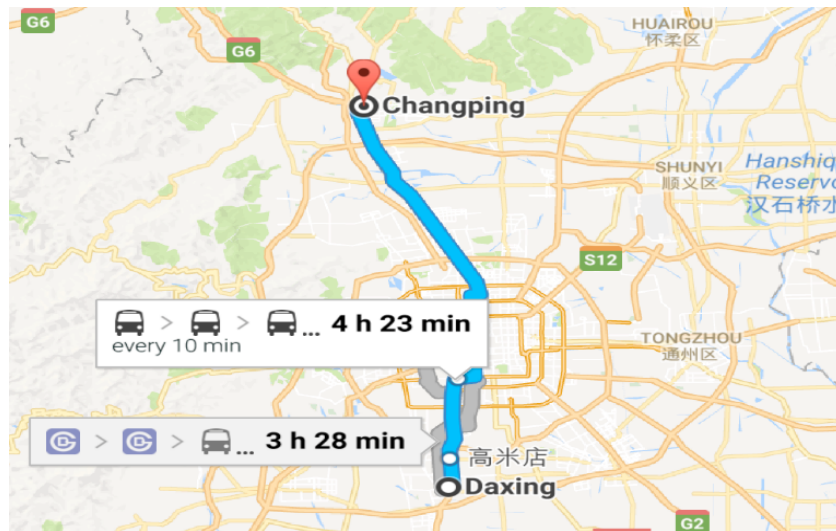 G6
G6
HUAIROU
怀柔区
Changping
SHUNYI
顺义区
Hanshiq
Reservo
汉石桥水
S12
> > ... 4 h 23 min
every 10 min
TONGZHOU
通州区
> > ... 3 h 28 min
高米店
Daxing
G2